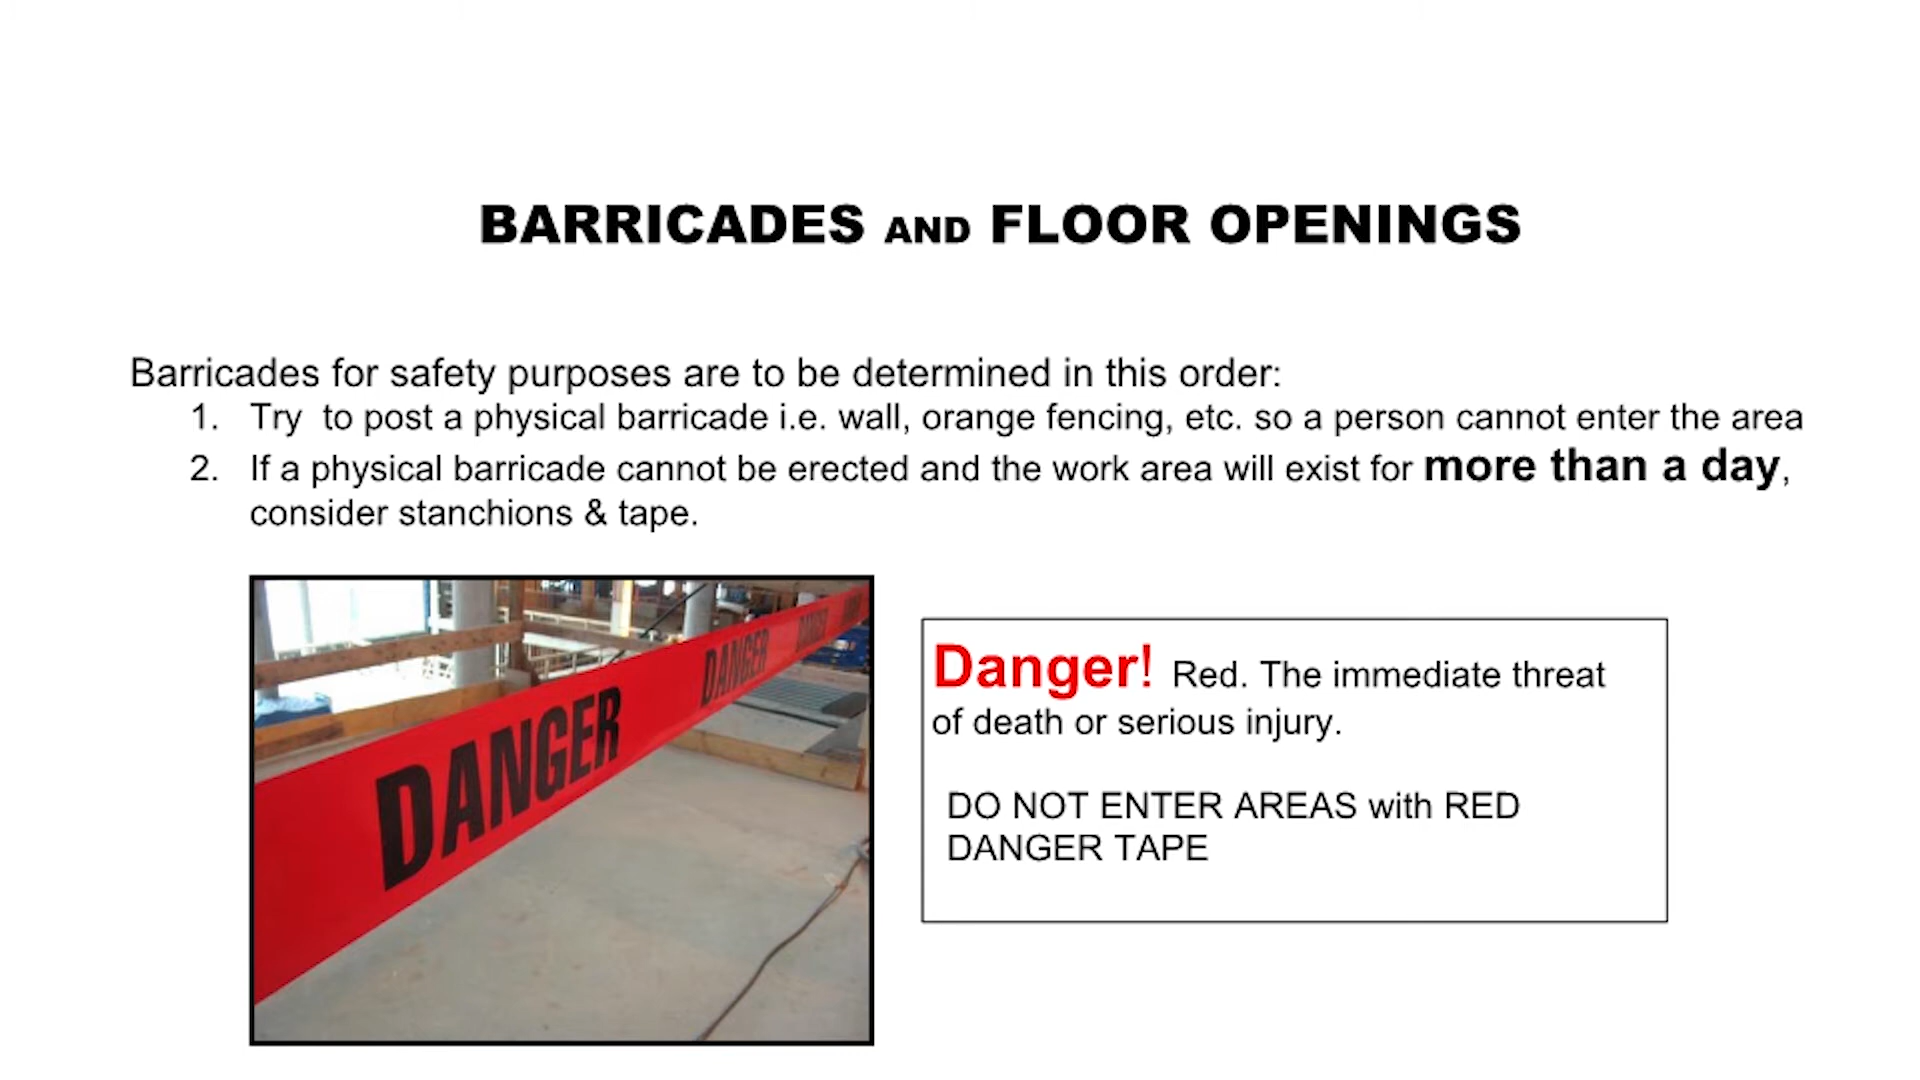 BARRICADES AND FLOOR OPENINGS
Barricades for safety purposes are to be determined in this order:
1. Try  to post a physical barricade i.e. wall, orange fencing, etc. so a person cannot enter the area
2. If a physical barricade cannot be erected and the work area will exist for more than a day,
consider stanchions & tape.
DANGER DANGER DANGER
Danger! Red. The immediate threat
of death or serious injury.
DO NOT ENTER AREAS with RED
DANGER TAPE